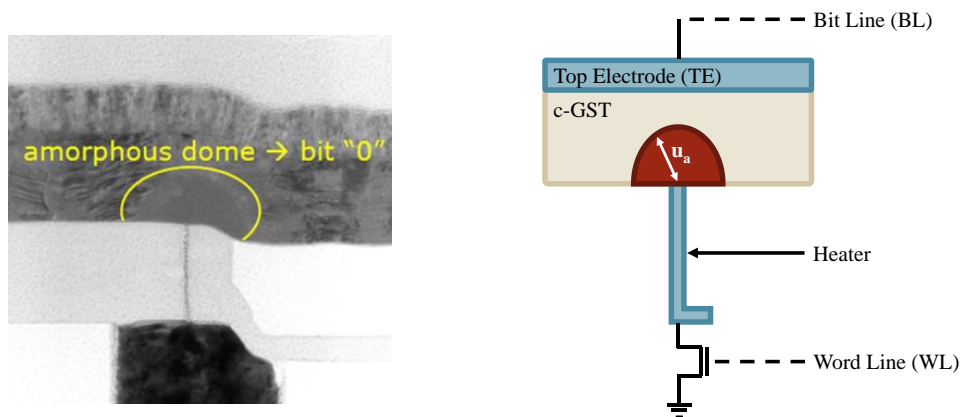 amorphous dome → bit “0”
Bit Line (BL)
Top Electrode (TE)
c-GST
uₐ
Heater
Word Line (WL)